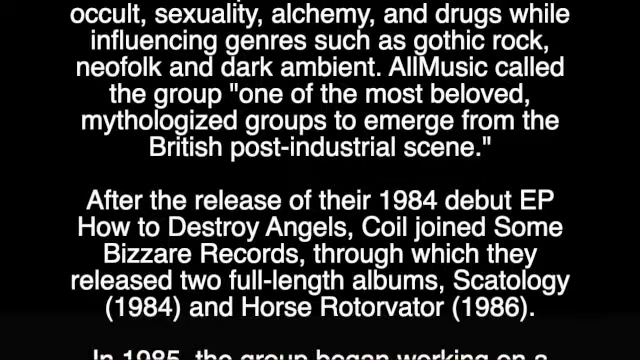 occult, sexuality, alchemy, and drugs while
influencing genres such as gothic rock,
neofolk and dark ambient. AllMusic called
the group "one of the most beloved,
mythologized groups to emerge from the
British post-industrial scene."
After the release of their 1984 debut EP
How to Destroy Angels, Coil joined Some
Bizzare Records, through which they
released two full-length albums, Scatology
(1984) and Horse Rotorvator (1986).
In 1985, the group began working on a